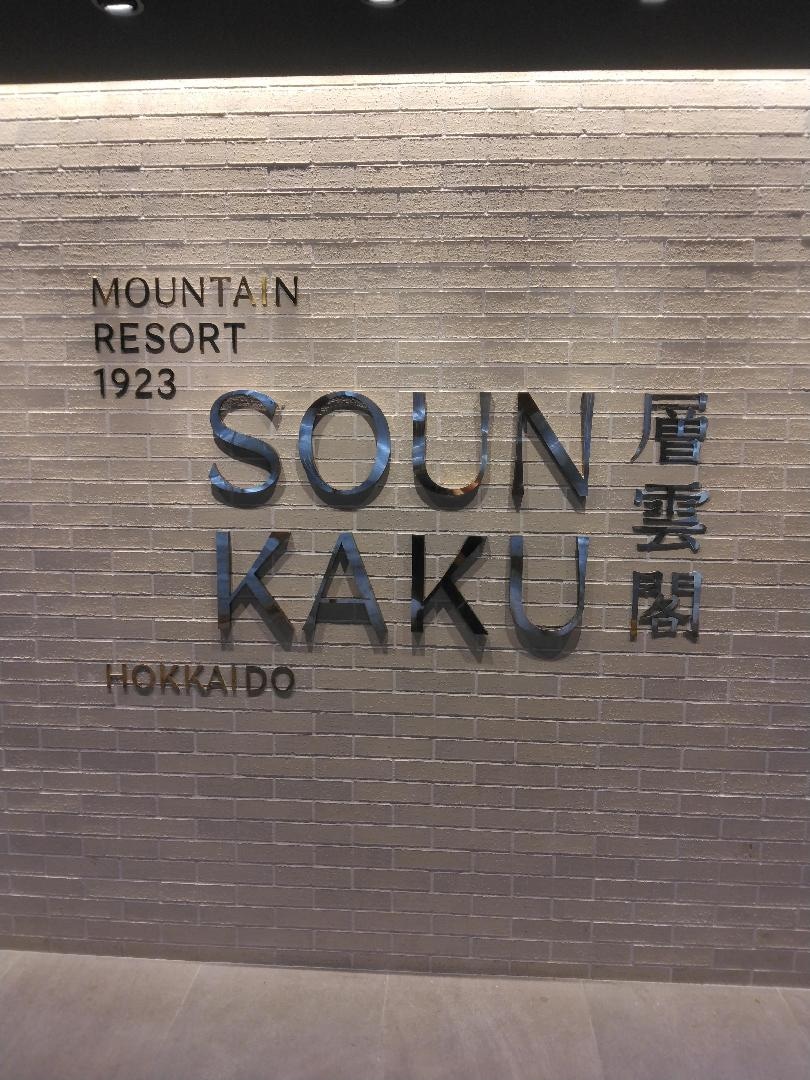 MOUNTAIN
RESORT
1923
SOUN
KAKU
層雲閣
HOKKAIDO